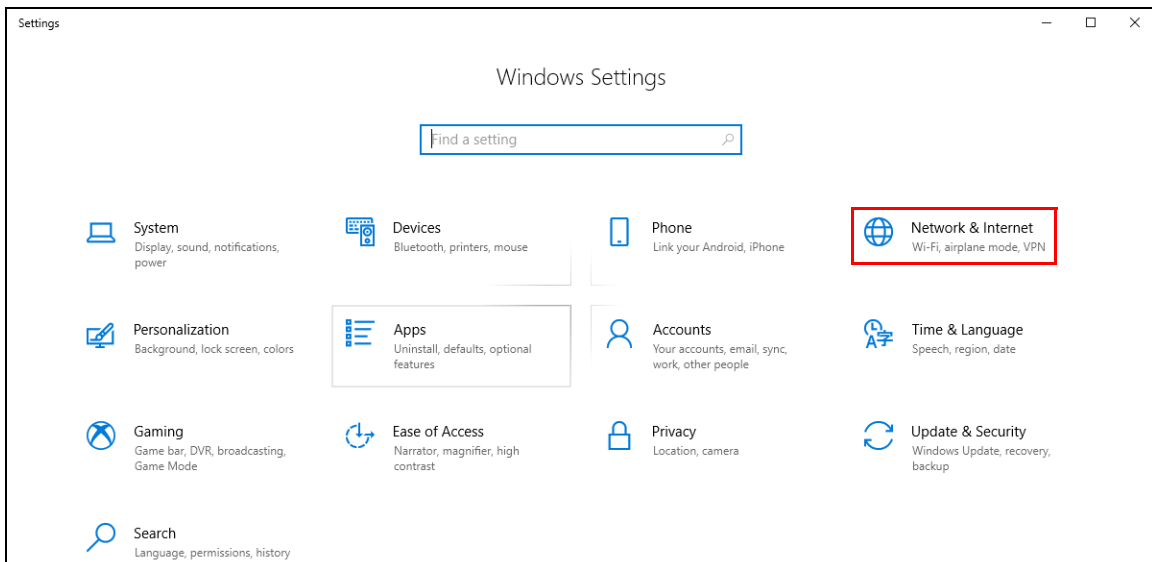 Settings
Windows Settings
Find a setting
System
Display, sound, notifications,
power
Devices
Bluetooth, printers, mouse
Phone
Link your Android, iPhone
Network & Internet
Wi-Fi, airplane mode, VPN
Personalization
Background, lock screen, colors
Apps
Uninstall, defaults, optional
features
Accounts
Your accounts, email, sync,
work, other people
Time & Language
Speech, region, date
Gaming
Game bar, DVR, broadcasting,
Game Mode
Ease of Access
Narrator, magnifier, high
contrast
Privacy
Location, camera
Update & Security
Windows Update, recovery,
backup
Search
Language, permissions, history